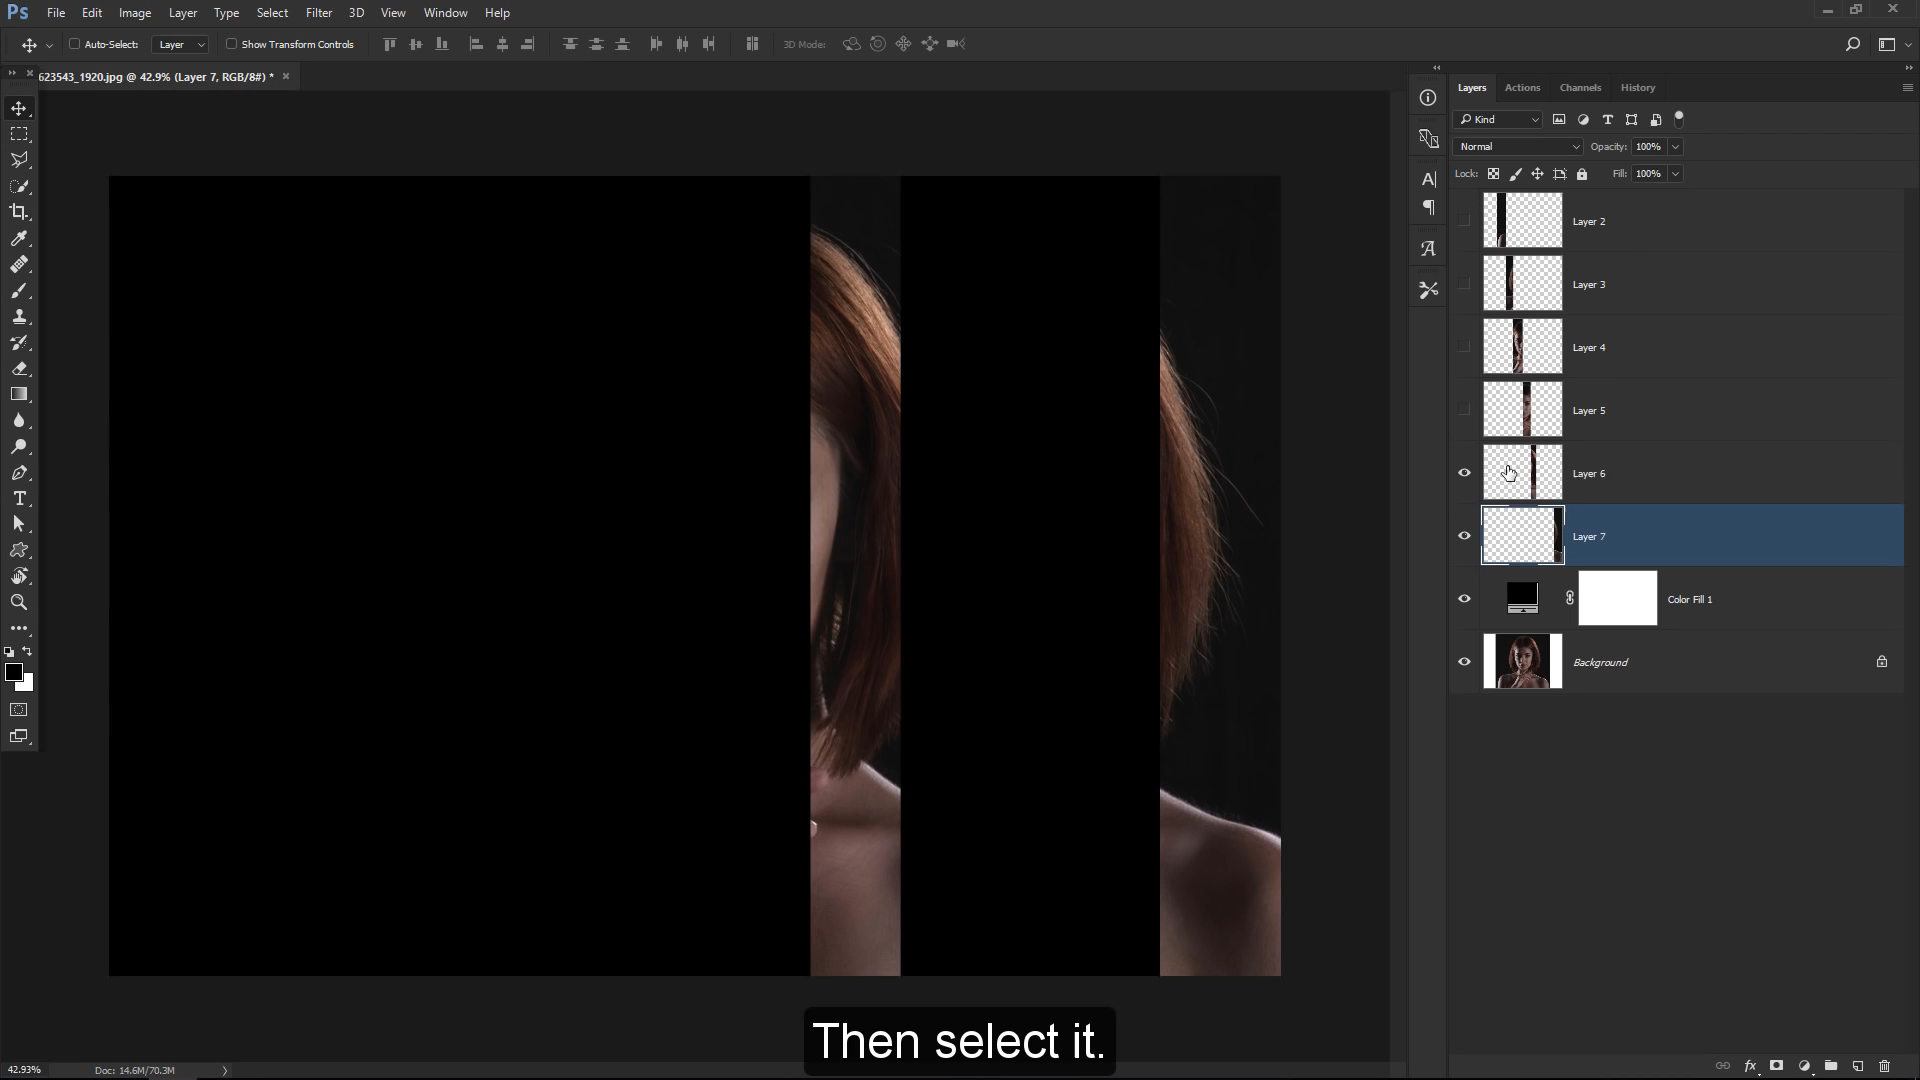 Ps File Edit Image Layer Type Select Filter 3D View Window Help
Auto-Select: Layer Show Transform Controls 3D Mode:
623543_1920.jpg @ 42.9% (Layer 7, RGB/8#) *
Layers Actions Channels History
Kind
Normal Opacity: 100%
Lock: Fill: 100%
Layer 2
Layer 3
Layer 4
Layer 5
Layer 6
Layer 7
Color Fill 1
Background
Then select it.
42.93% Doc: 14.6M/70.3M
fx